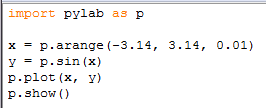 import pylab as p
x = p.arange(-3.14, 3.14, 0.01)
y = p.sin(x)
p.plot(x, y)
p.show()